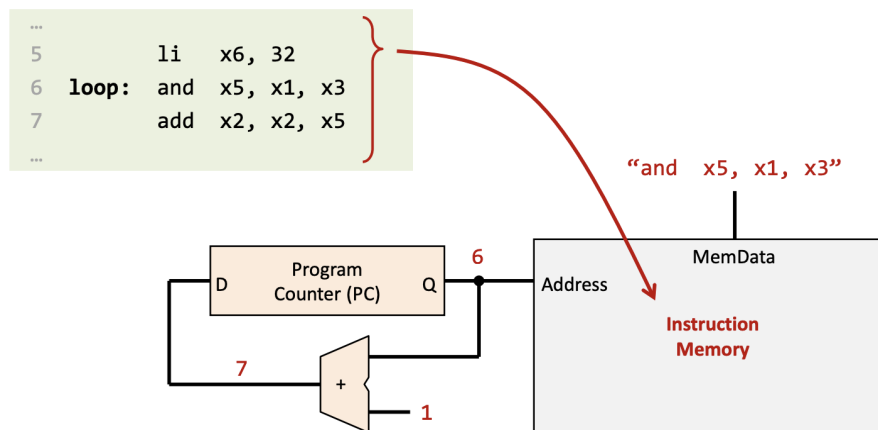 …
5 li x6, 32
6 loop: and x5, x1, x3
7 add x2, x2, x5
…
“and x5, x1, x3”
MemData
6
D
Program
Counter (PC)
Q
Address
Instruction
Memory
7
+
1